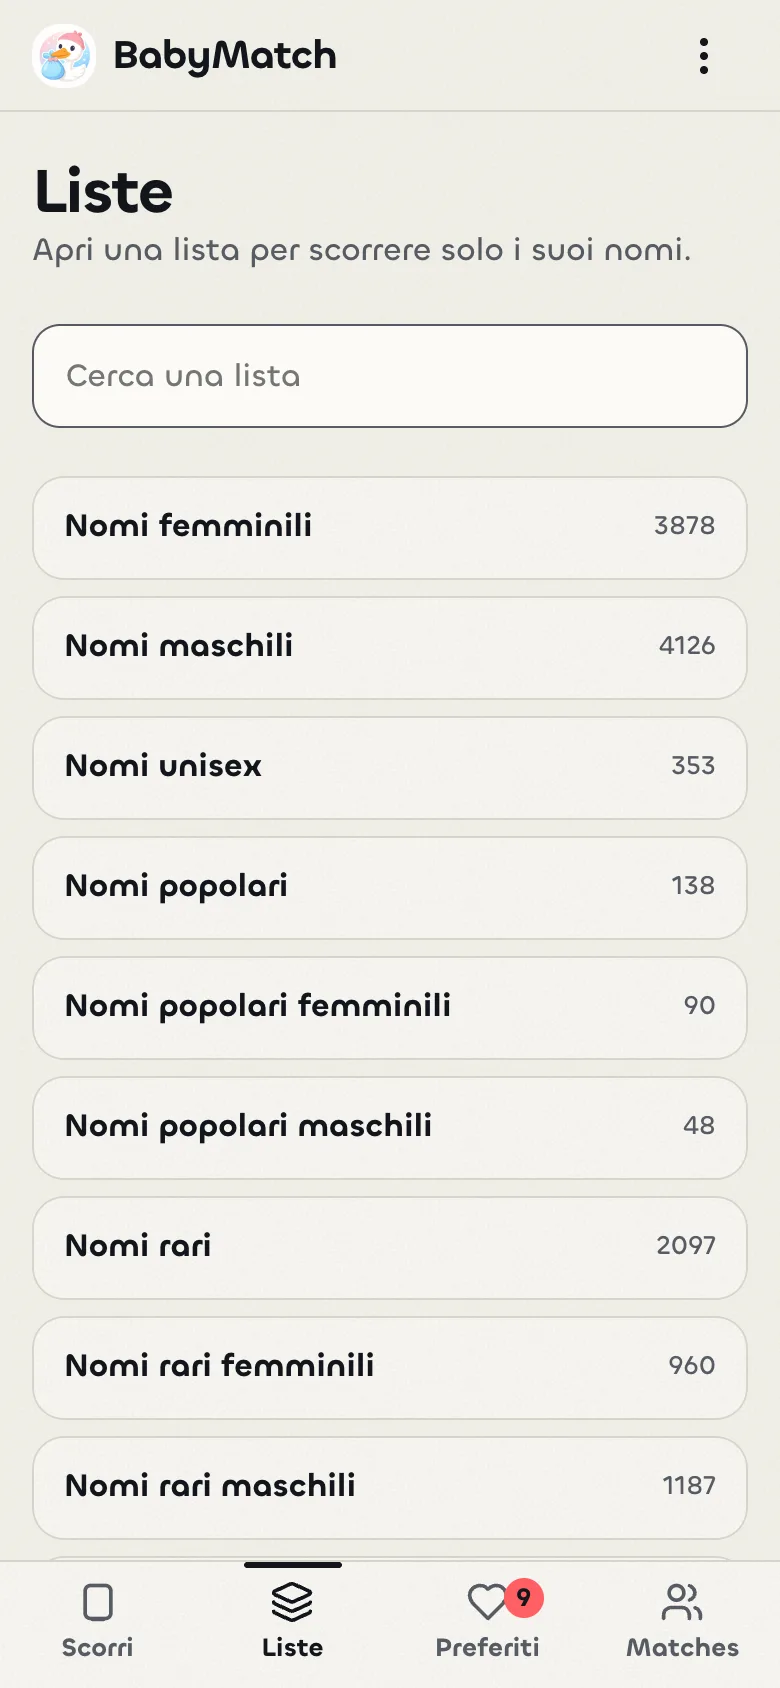 BabyMatch
Liste
Apri una lista per scorrere solo i suoi nomi.
Cerca una lista
Nomi femminili 3878
Nomi maschili 4126
Nomi unisex 353
Nomi popolari 138
Nomi popolari femminili 90
Nomi popolari maschili 48
Nomi rari 2097
Nomi rari femminili 960
Nomi rari maschili 1187
9
Scorri Liste Preferiti Matches